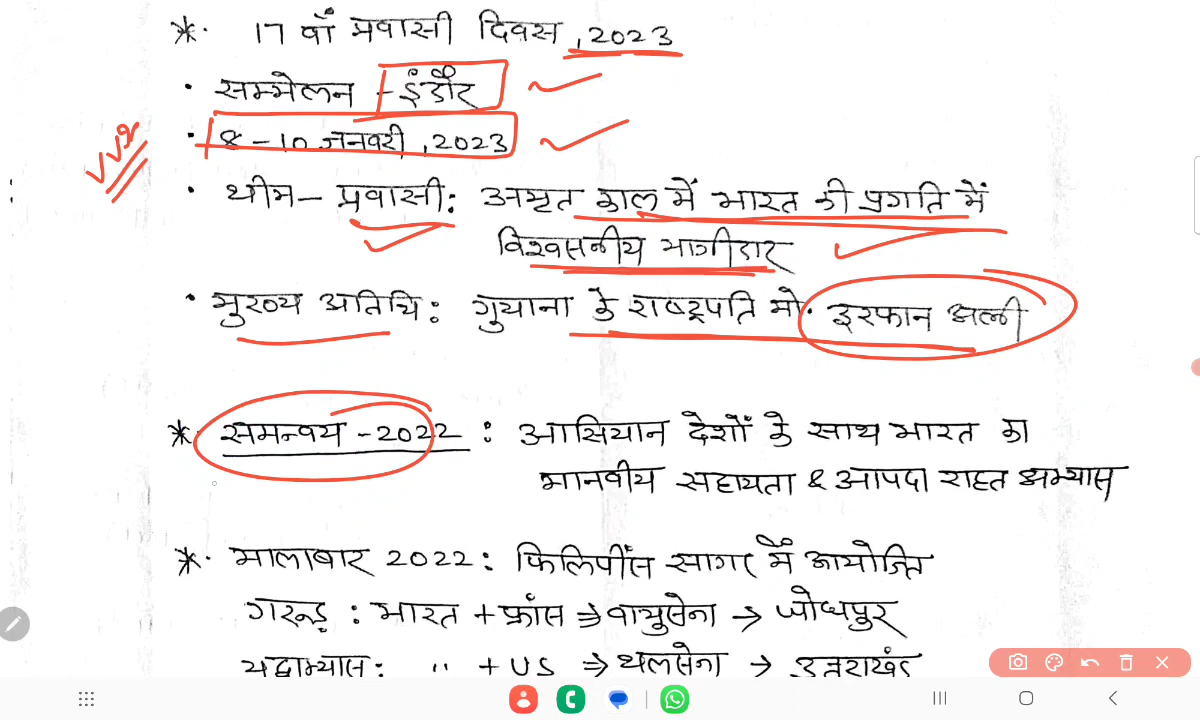 *. 17 वाँ प्रवासी दिवस, 2023
• सम्मेलन - इंदौर
• 8-10 जनवरी, 2023
• थीम - प्रवासी: अमृत काल में भारत की प्रगति में
विश्वसनीय भागीदार
• मुख्य अतिथि: गुयाना के राष्ट्रपति मो. इरफान अली
*. समन्वय - 2022: आसियान देशों के साथ भारत का
मानवीय सहायता & आपदा राहत अभ्यास
*. मालाबार 2022: फिलिपींस सागर में आयोजित
गरूड़: भारत + फ्रांस ⇒ वायुसेना → जोधपुर
युद्धाभ्यास: " + US ⇒ थलसेना → उत्तराखंड